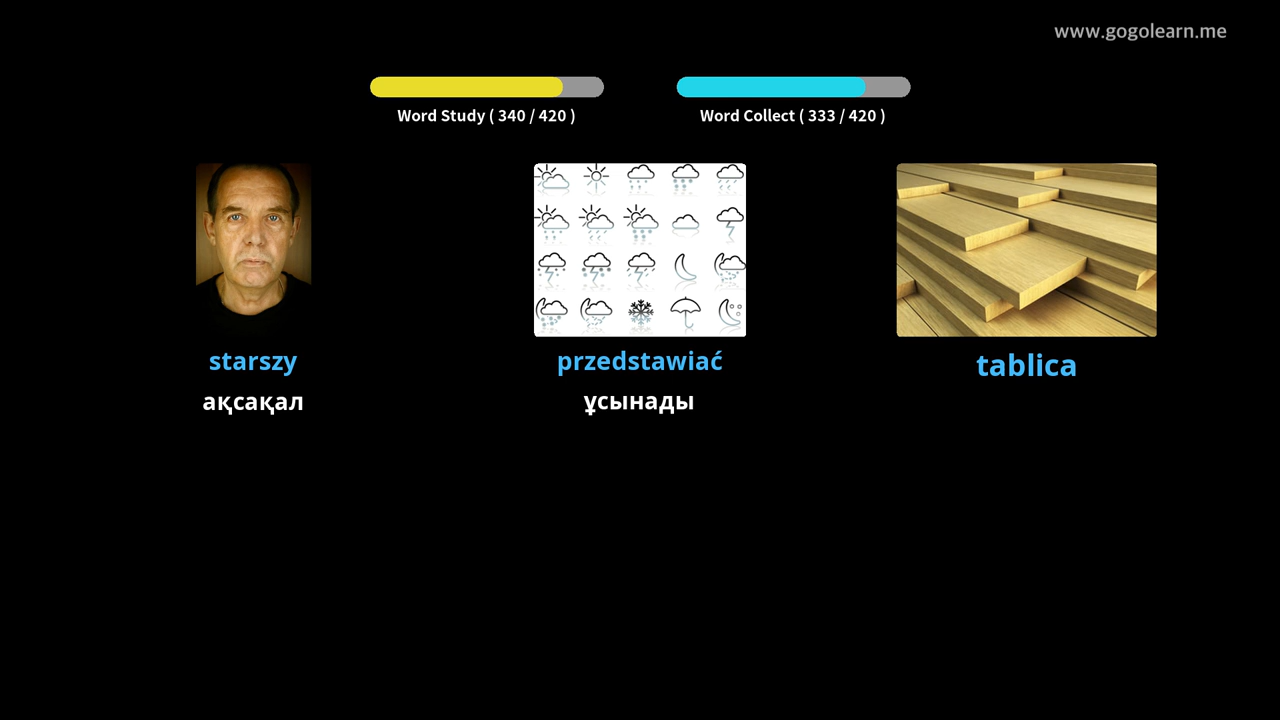 www.gogolearn.me
Word Study ( 340 / 420 )
Word Collect ( 333 / 420 )
starszy
ақсақал
przedstawiać
ұсынады
tablica